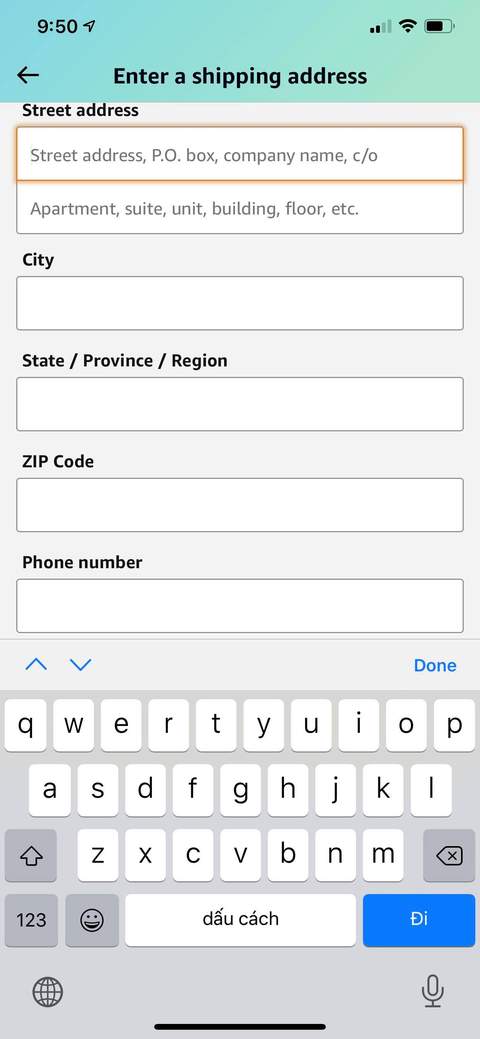 9:50
Enter a shipping address
Street address
Street address, P.O. box, company name, c/o
Apartment, suite, unit, building, floor, etc.
City
State / Province / Region
ZIP Code
Phone number
Done
q w e r t y u i o p
a s d f g h j k l
z x c v b n m
123 dấu cách Đi